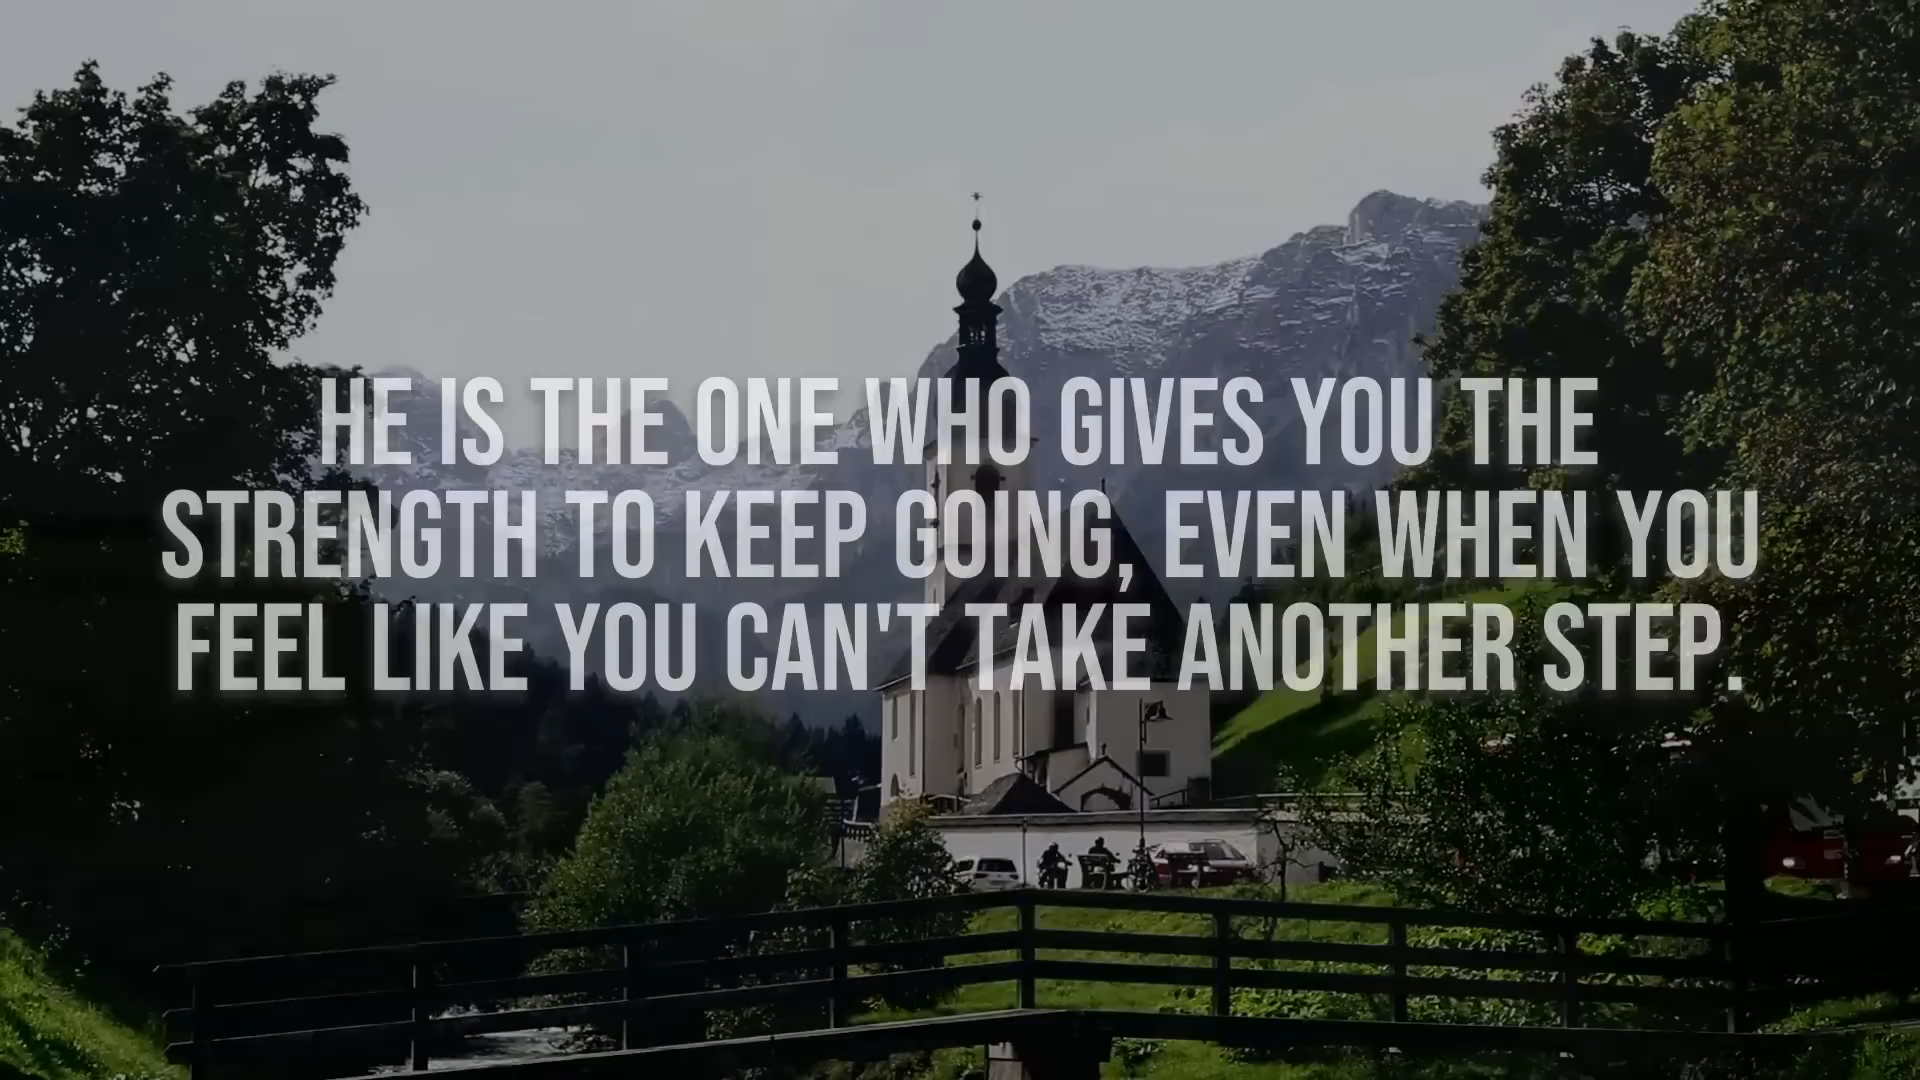 HE IS THE ONE WHO GIVES YOU THE
STRENGTH TO KEEP GOING, EVEN WHEN YOU
FEEL LIKE YOU CAN'T TAKE ANOTHER STEP.